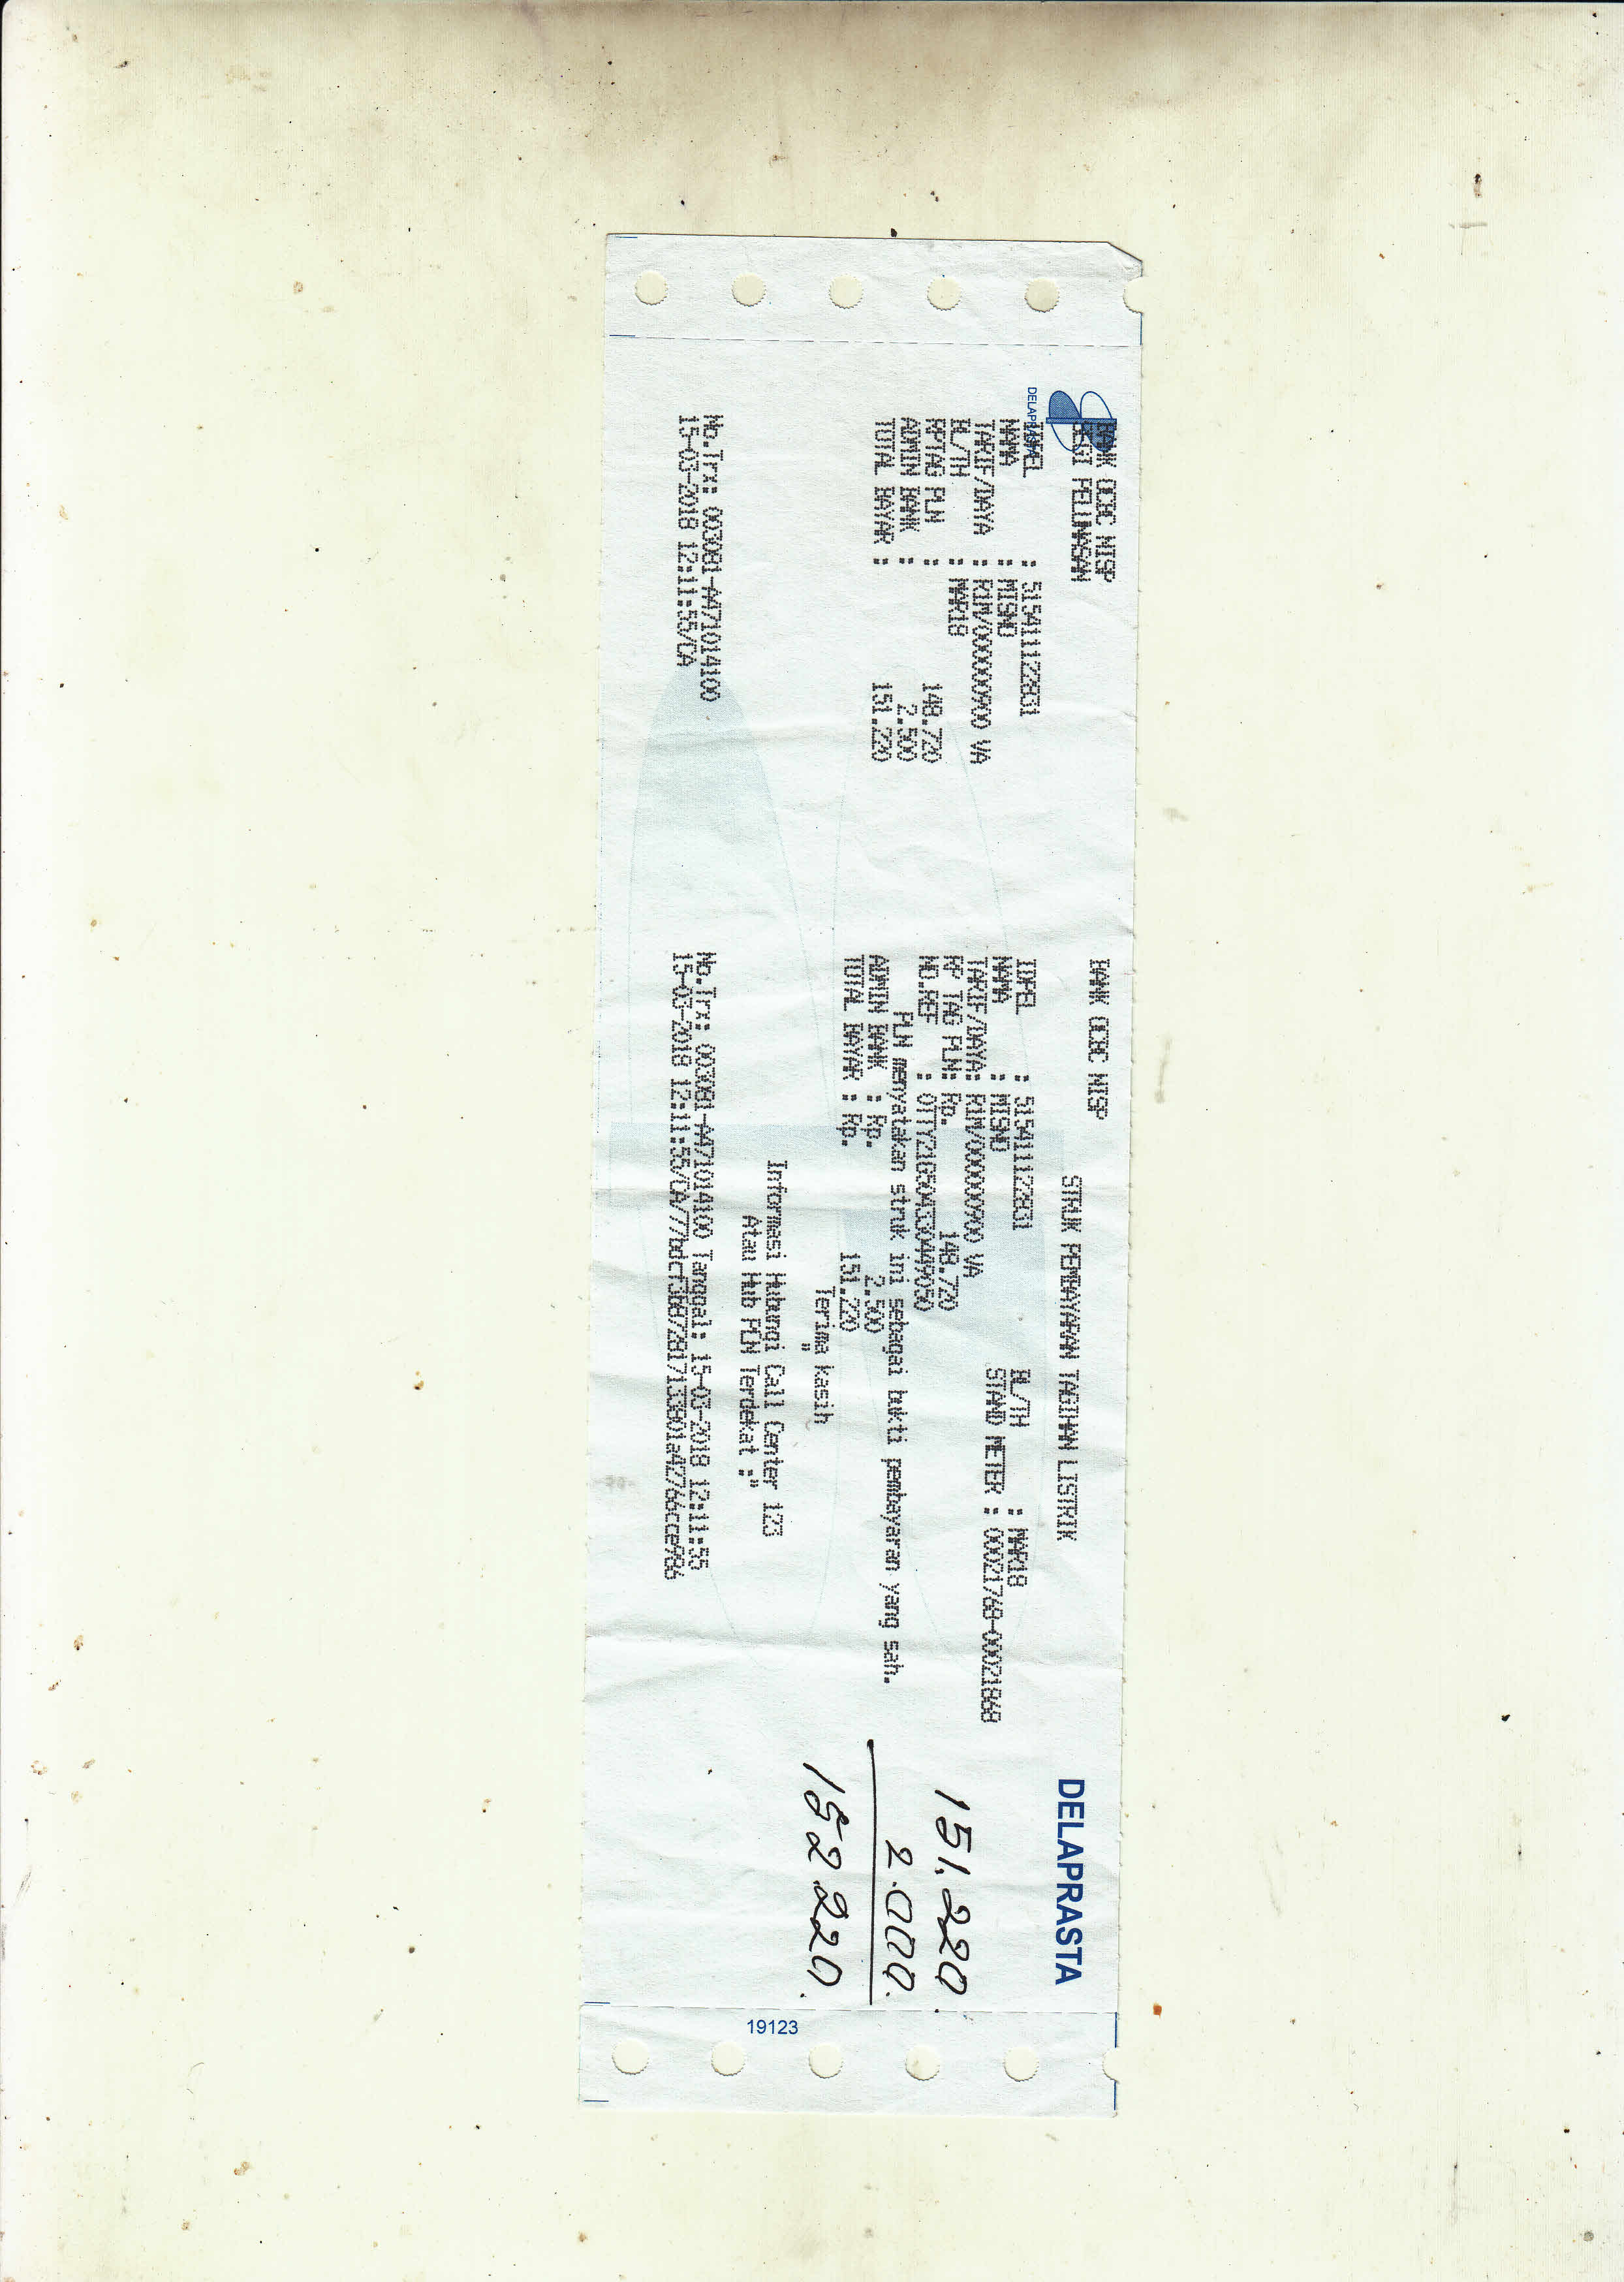 BANK OCBC NISP
BUKTI PELUNASAN
DELAPRASTA
IDPEL : 515411122831
NAMA : MISNO
TARIF/DAYA : R1M/000000900 VA
BL/TH : MAR18
RPTAG PLN : 148.720
ADMIN BANK : 2.500
TOTAL BAYAR : 151.220
No.Trx: 003081-A471014100
15-03-2018 12:11:55/CA
BANK OCBC NISP
STRUK PEMBAYARAN TAGIHAN LISTRIK
IDPEL : 515411122831 BL/TH : MAR18
NAMA : MISNO STAND METER : 00021768-00021868
TARIF/DAYA: R1M/000000900 VA
RP TAG PLN: Rp. 148.720
NO.REF : 0TTY21G5043304449050
PLN menyatakan struk ini sebagai bukti pembayaran yang sah.
ADMIN BANK : Rp. 2.500
TOTAL BAYAR : Rp. 151.220
Terima kasih
"
Informasi Hubungi Call Center 123
Atau Hub PLN Terdekat :"
No.Trx: 003081-A471014100 Tanggal: 15-03-2018 12:11:55
15-03-2018 12:11:55/CA/
DELAPRASTA
151.220.
2.000.
152.220.
19123